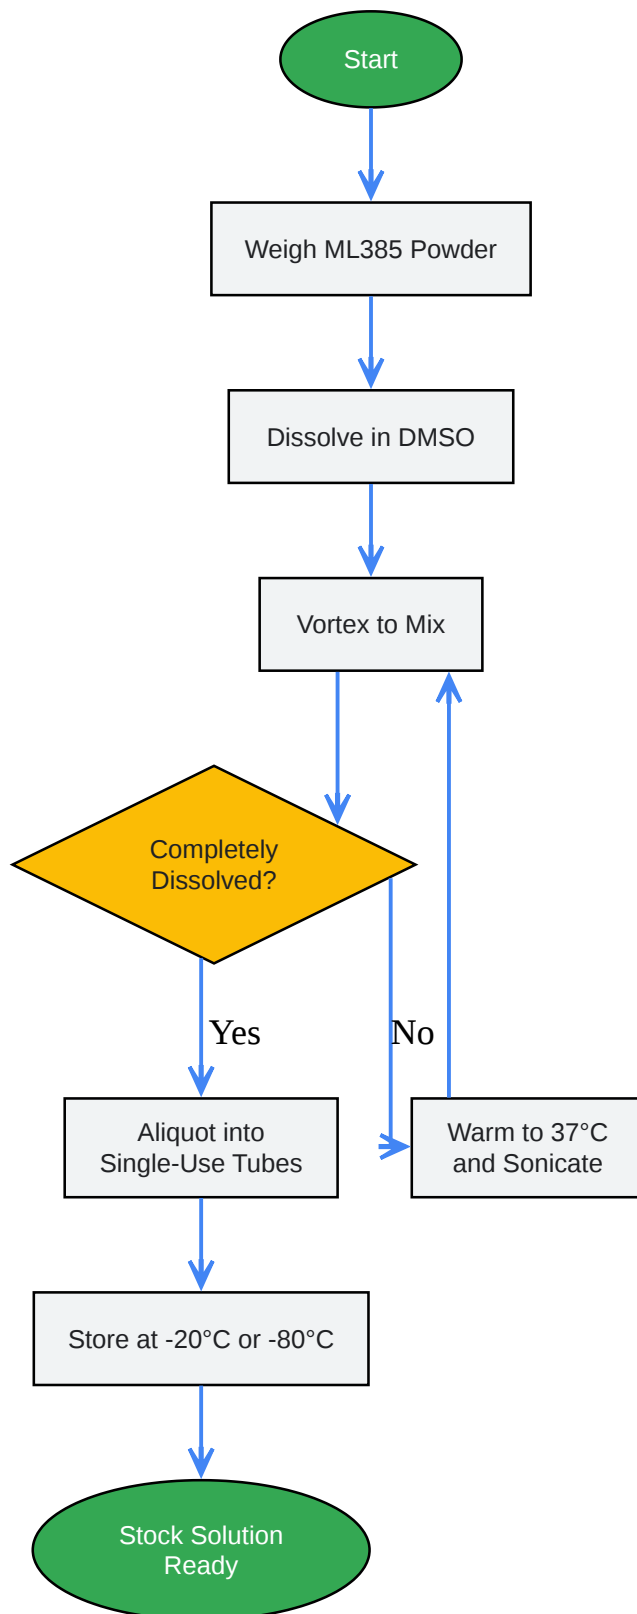 Start
Weigh ML385 Powder
Dissolve in DMSO
Vortex to Mix
Completely
Dissolved?
Yes
No
Aliquot into
Single-Use Tubes
Warm to 37°C
and Sonicate
Store at -20°C or -80°C
Stock Solution
Ready